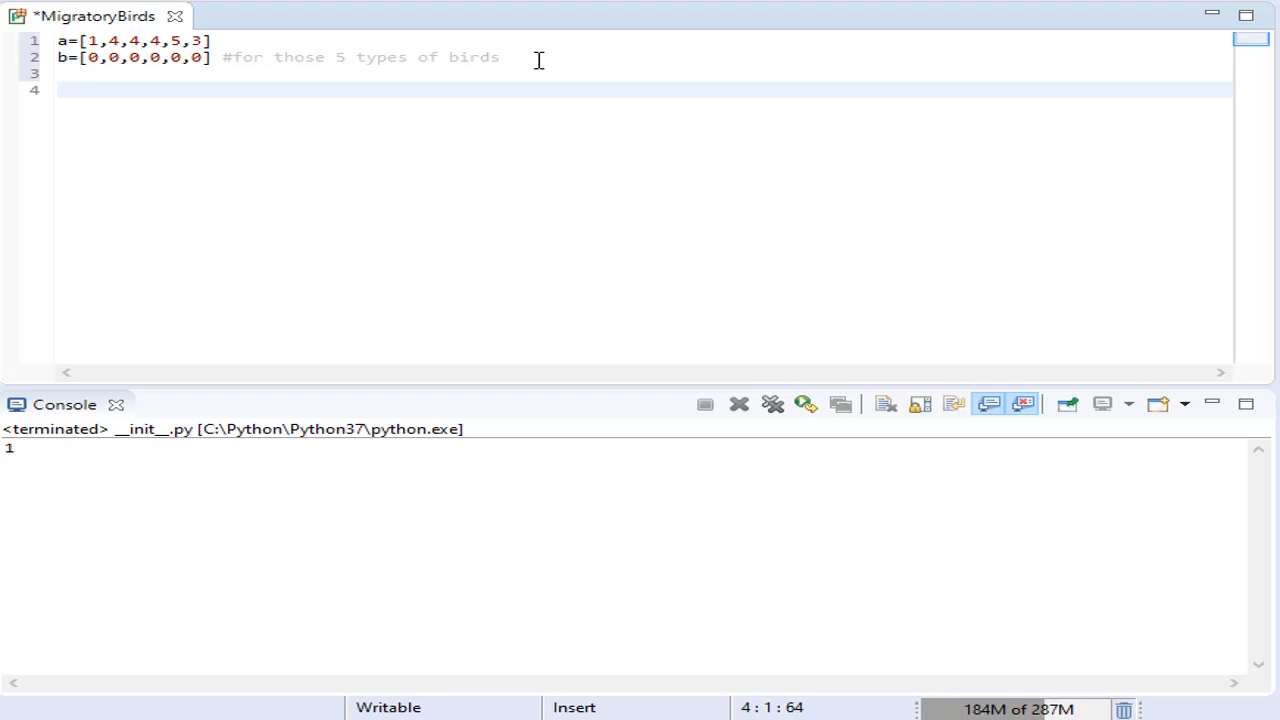 *MigratoryBirds
1 a=[1,4,4,4,5,3]
2 b=[0,0,0,0,0,0] #for those 5 types of birds
3
4
Console
<terminated> __init__.py [C:\Python\Python37\python.exe]
1
Writable Insert 4 : 1 : 64 184M of 287M